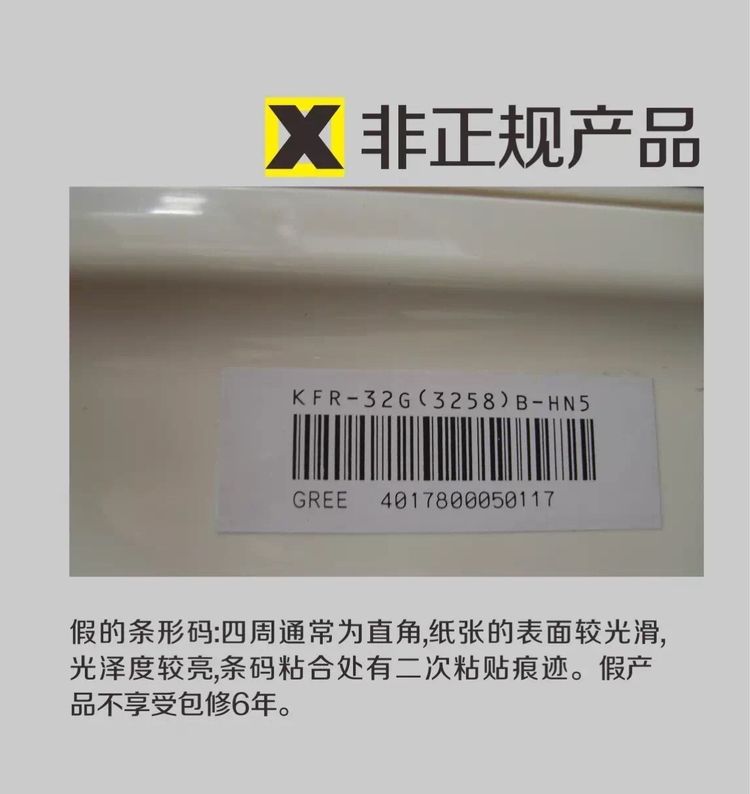 X 非正规产品
KFR-32G(3258)B-HN5
GREE 4017800050117
假的条形码:四周通常为直角,纸张的表面较光滑,
光泽度较亮,条码粘合处有二次粘贴痕迹。假产
品不享受包修6年。